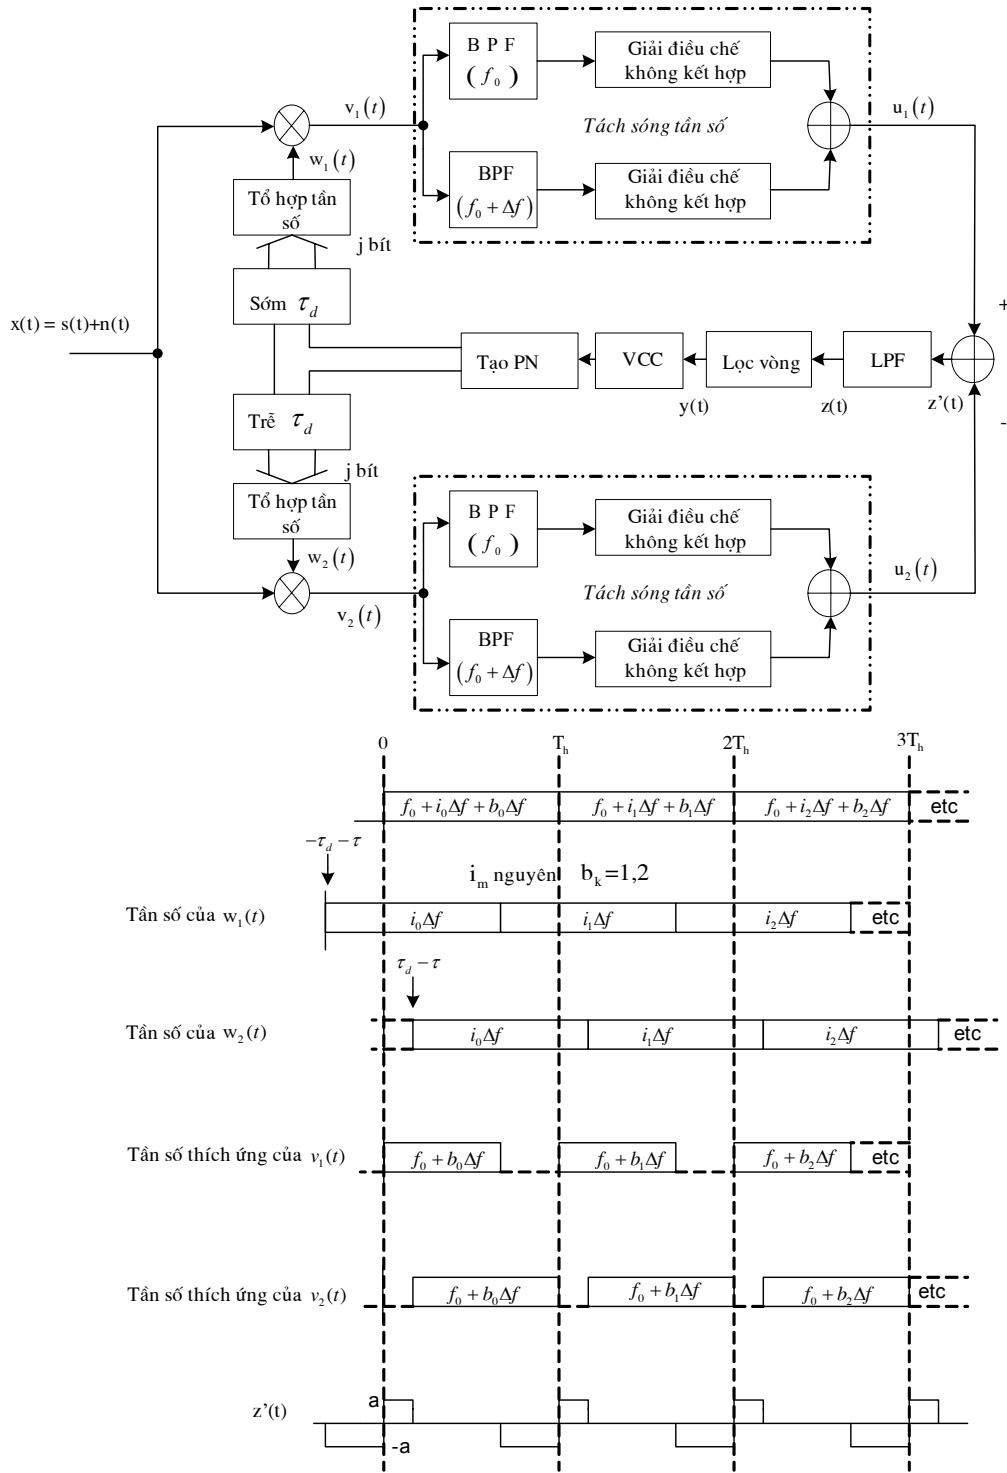 B P F
(f₀)
Giải điều chế
không kết hợp
v₁(t)
u₁(t)
Tách sóng tần số
w₁(t)
BPF
(f₀ + Δf)
Giải điều chế
không kết hợp
Tổ hợp tần
số
j bít
Sớm τ_d
x(t) = s(t)+n(t)
+
Tạo PN
VCC
Lọc vòng
LPF
y(t)
z(t)
z'(t)
Trễ τ_d
-
j bít
Tổ hợp tần
số
B P F
(f₀)
Giải điều chế
không kết hợp
w₂(t)
u₂(t)
Tách sóng tần số
v₂(t)
BPF
(f₀ + Δf)
Giải điều chế
không kết hợp
0 T_h 2T_h 3T_h
f₀ + i₀Δf + b₀Δf f₀ + i₁Δf + b₁Δf f₀ + i₂Δf + b₂Δf etc
−τ_d − τ
i_m nguyên b_k=1,2
Tần số của w₁(t) i₀Δf i₁Δf i₂Δf etc
τ_d − τ
Tần số của w₂(t) i₀Δf i₁Δf i₂Δf etc
Tần số thích ứng của v₁(t) f₀ + b₀Δf f₀ + b₁Δf f₀ + b₂Δf etc
Tần số thích ứng của v₂(t) f₀ + b₀Δf f₀ + b₁Δf f₀ + b₂Δf etc
z'(t) a
-a